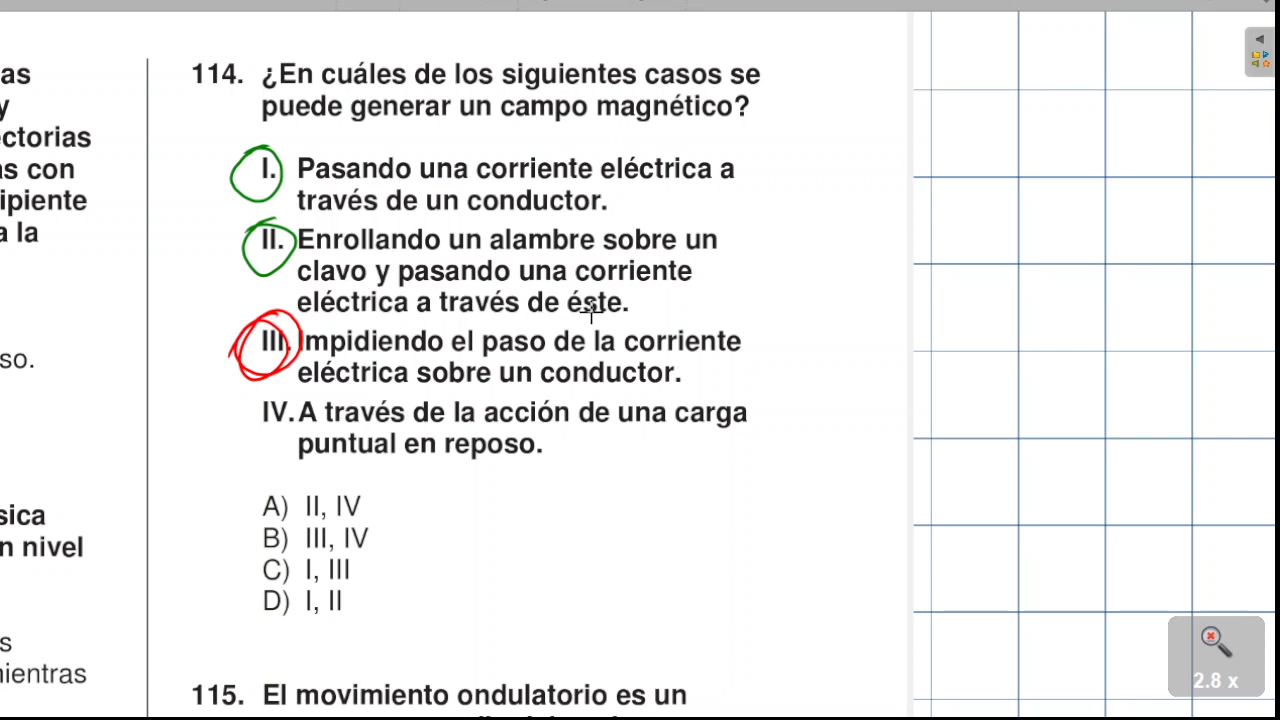 as
y
ectorias
as con
ipiente
a la
so.
sica
n nivel
s
nientras
114. ¿En cuáles de los siguientes casos se
puede generar un campo magnético?
I. Pasando una corriente eléctrica a
través de un conductor.
II. Enrollando un alambre sobre un
clavo y pasando una corriente
eléctrica a través de éste.
III. Impidiendo el paso de la corriente
eléctrica sobre un conductor.
IV. A través de la acción de una carga
puntual en reposo.
A) II, IV
B) III, IV
C) I, III
D) I, II
115. El movimiento ondulatorio es un
2.8 x